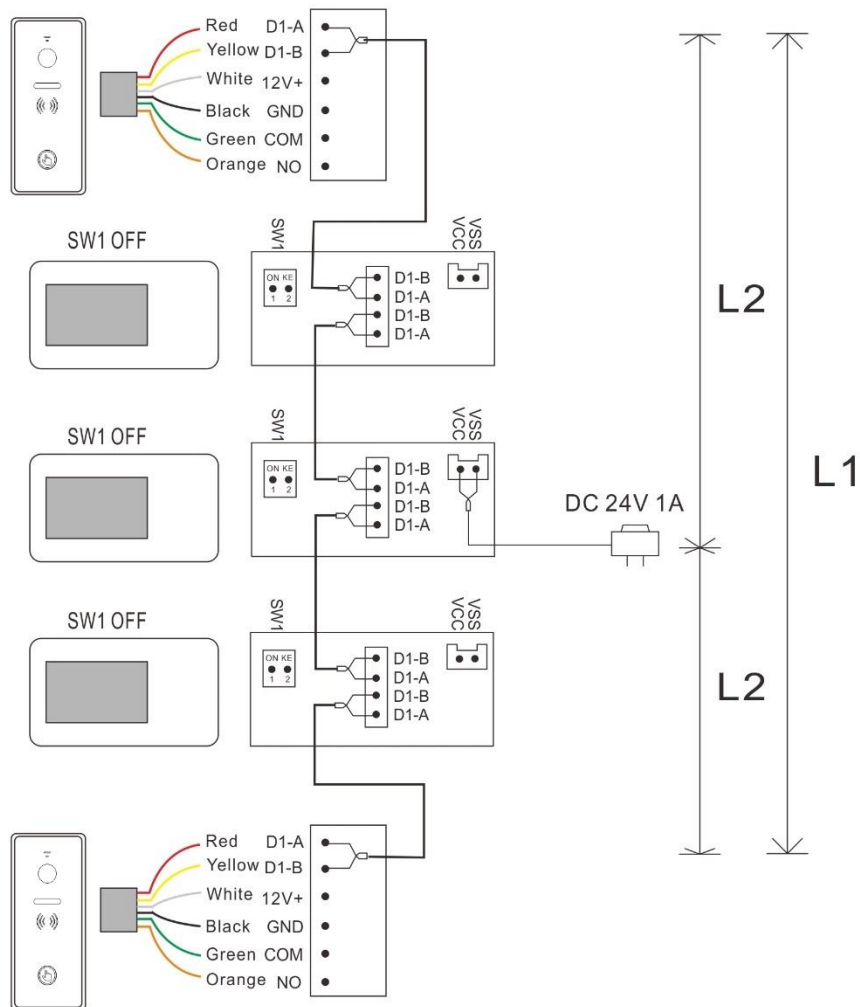 Red D1-A
Yellow D1-B
White 12V+
Black GND
Green COM
Orange NO
SW1 OFF
SW1
VCC
VSS
ON KE
1 2
D1-B
D1-A
D1-B
D1-A
L2
SW1 OFF
SW1
VCC
VSS
ON KE
1 2
D1-B
D1-A
D1-B
D1-A
DC 24V 1A
L1
SW1 OFF
SW1
VCC
VSS
ON KE
1 2
D1-B
D1-A
D1-B
D1-A
L2
Red D1-A
Yellow D1-B
White 12V+
Black GND
Green COM
Orange NO